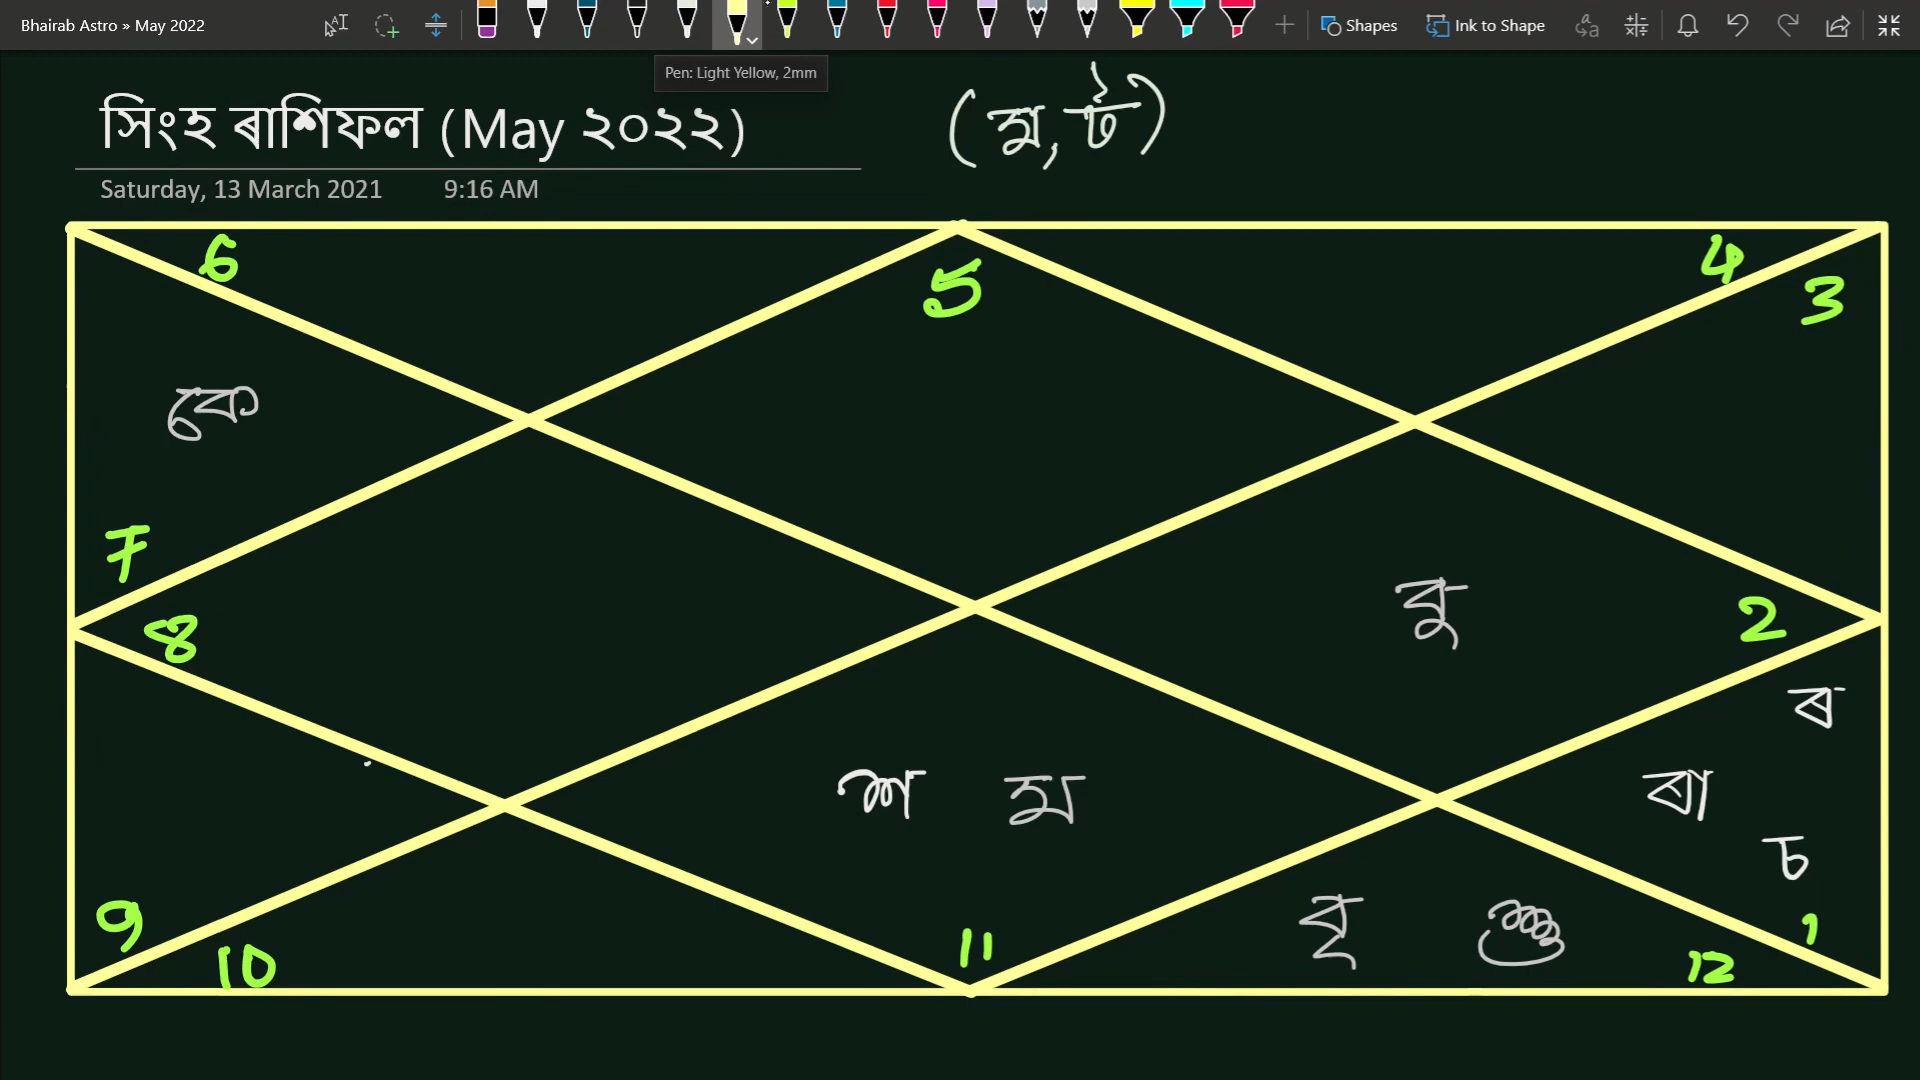 Bhairab Astro » May 2022
Shapes
Ink to Shape
Pen: Light Yellow, 2mm
সিংহ ৰাশিফল (May ২০২২)
(ম, ট)
Saturday, 13 March 2021 9:16 AM
6 5 4
3
কে
7
8 2
বু
ৰ
শ ম ৰা
চ
9 10 11 12 1
বৃ